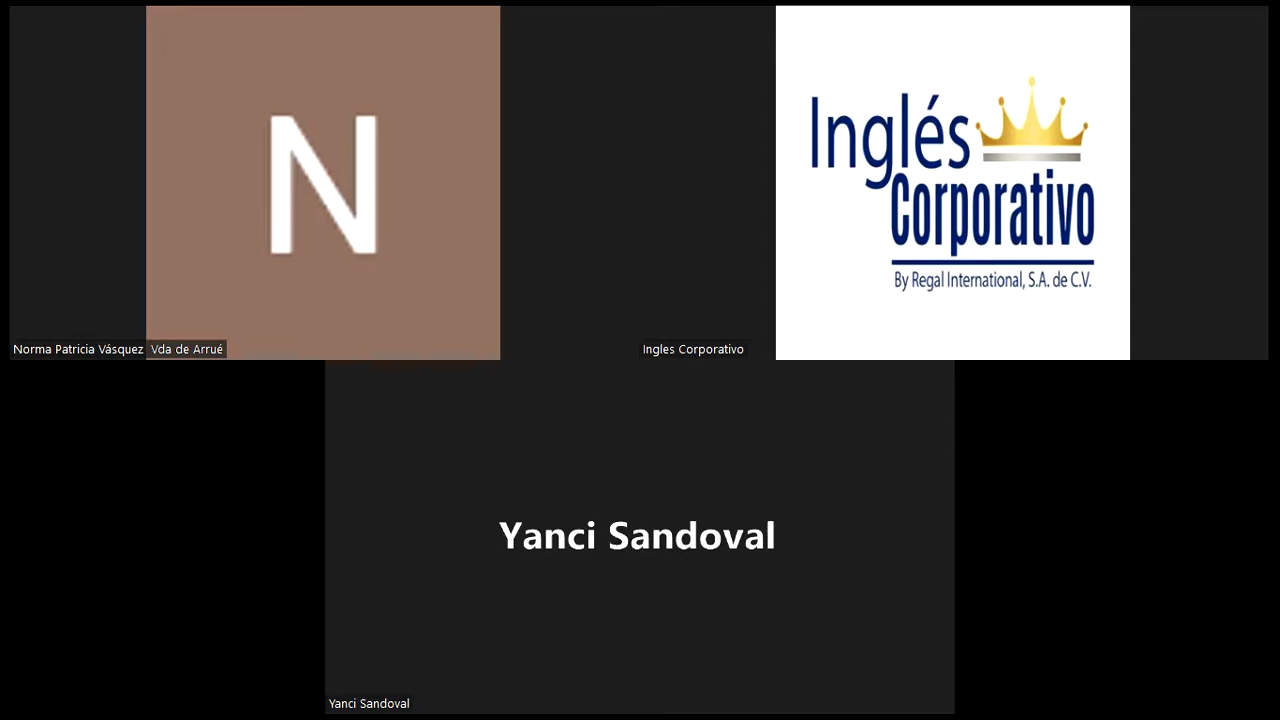 N
Inglés
Corporativo
By Regal International, S.A. de C.V.
Norma Patricia Vásquez Vda de Arrué
Ingles Corporativo
Yanci Sandoval
Yanci Sandoval